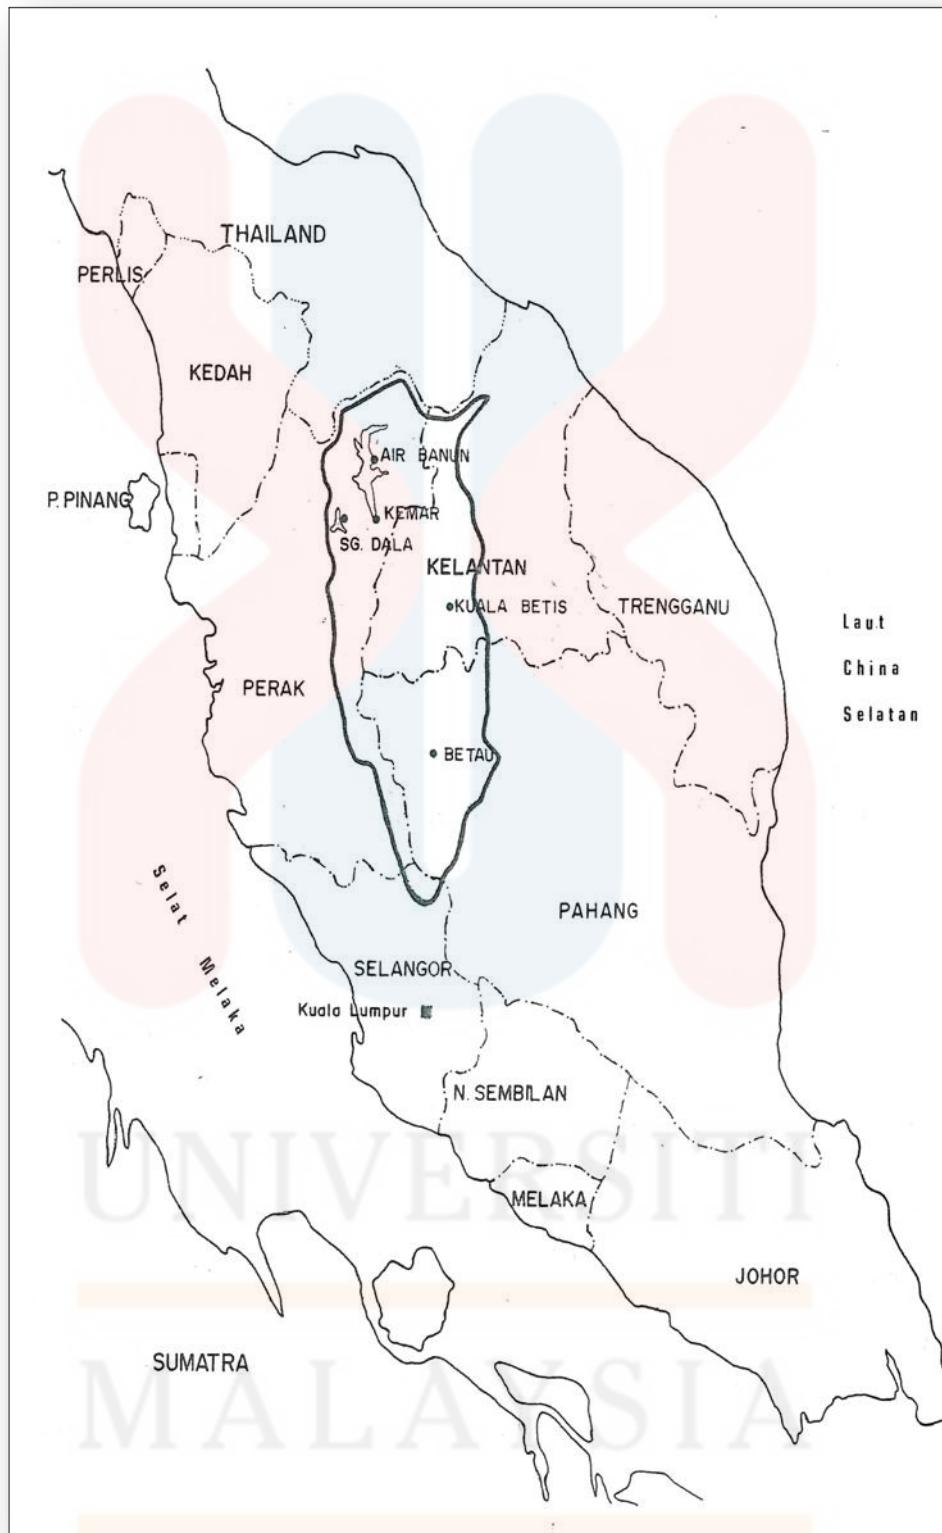 THAILAND
PERLIS
KEDAH
AIR BANUN
P. PINANG
KEMAR
SG. DALA
KELANTAN
KUALA BETIS
TRENGGANU
Laut
China
Selatan
PERAK
BETAU
Selat Melaka
PAHANG
SELANGOR
Kuala Lumpur
N. SEMBILAN
UNIVERSITI
MELAKA
JOHOR
SUMATRA
MALAYSIA